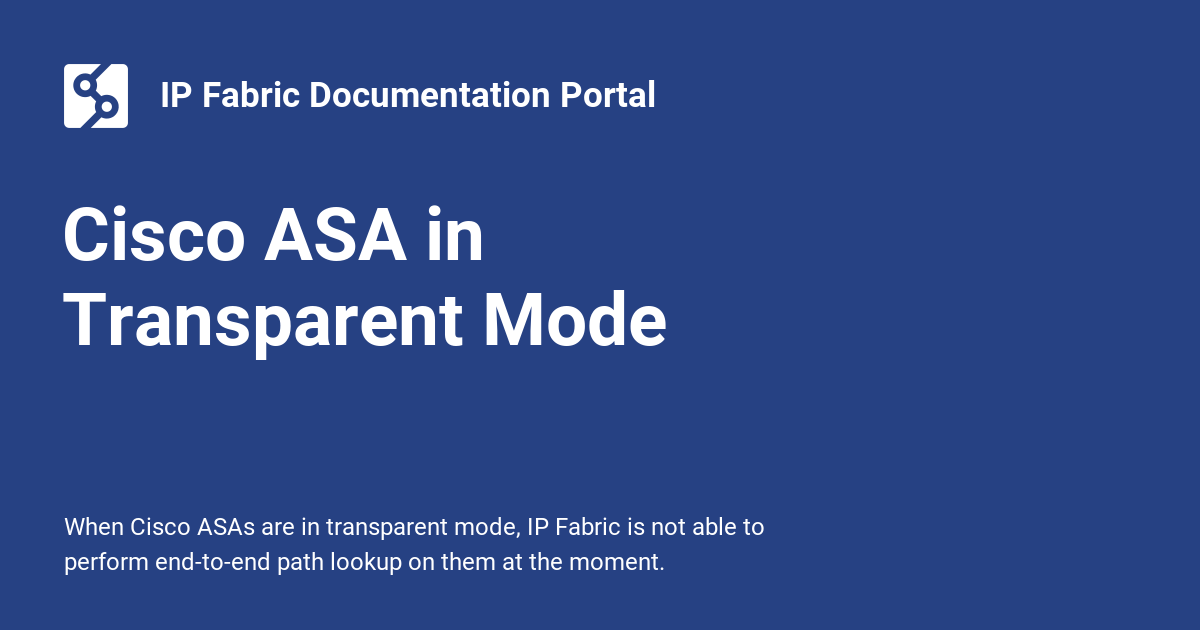 IP Fabric Documentation Portal
Cisco ASA in
Transparent Mode
When Cisco ASAs are in transparent mode, IP Fabric is not able to
perform end-to-end path lookup on them at the moment.